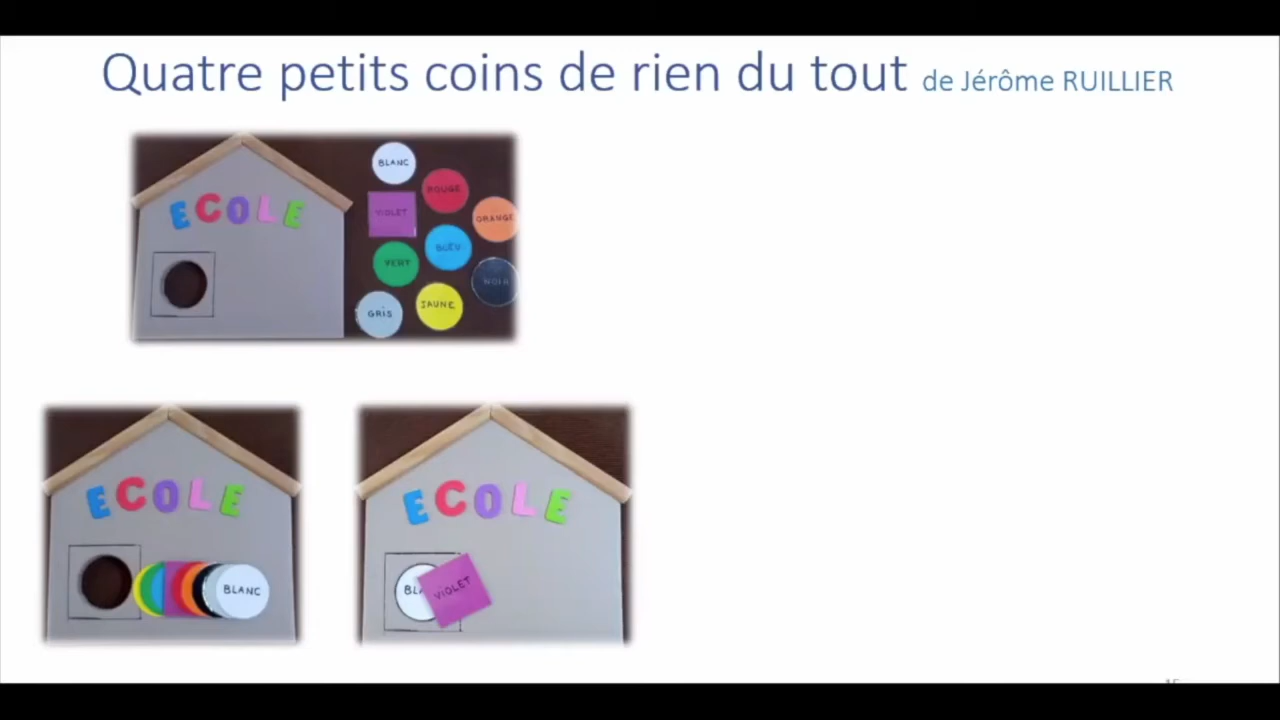 Quatre petits coins de rien du tout de Jérôme RUILLIER
ECOLE
BLANC
ROUGE
VIOLET
ORANGE
BLEU
VERT
NOIR
JAUNE
GRIS
ECOLE
BLANC
ECOLE
BLA
VIOLET